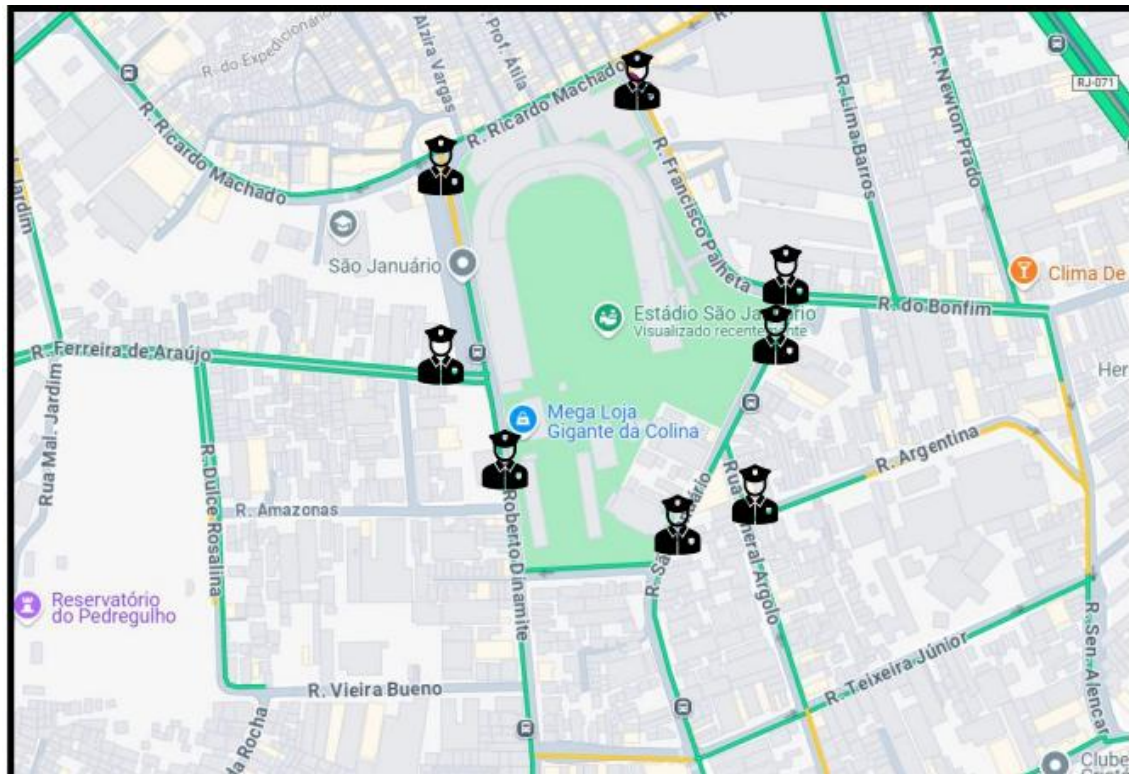 R. do Expedicionário
Alzira Vargas
Prof. Átila
R. Ricardo Machado
R. Ricardo Machado
R. Francisco Palheta
R. Lima Barros
R. Newton Prado
RJ-071
Jardim
São Januário
Clima De
Estádio São
Visualizado recentemente
R. do Bonfim
R. Ferreira de Araújo
Her
Rua Mal. Jardim
Mega Loja
Gigante da Colina
R. Argentina
R. Dulce Rosalina
R. Amazonas
Roberto Dinamite
R.
Rua
Argolo
Reservatório
do Pedregulho
R. Teixeira Júnior
R. Sen. Alencar
R. Vieira Bueno
da Rocha
Clube